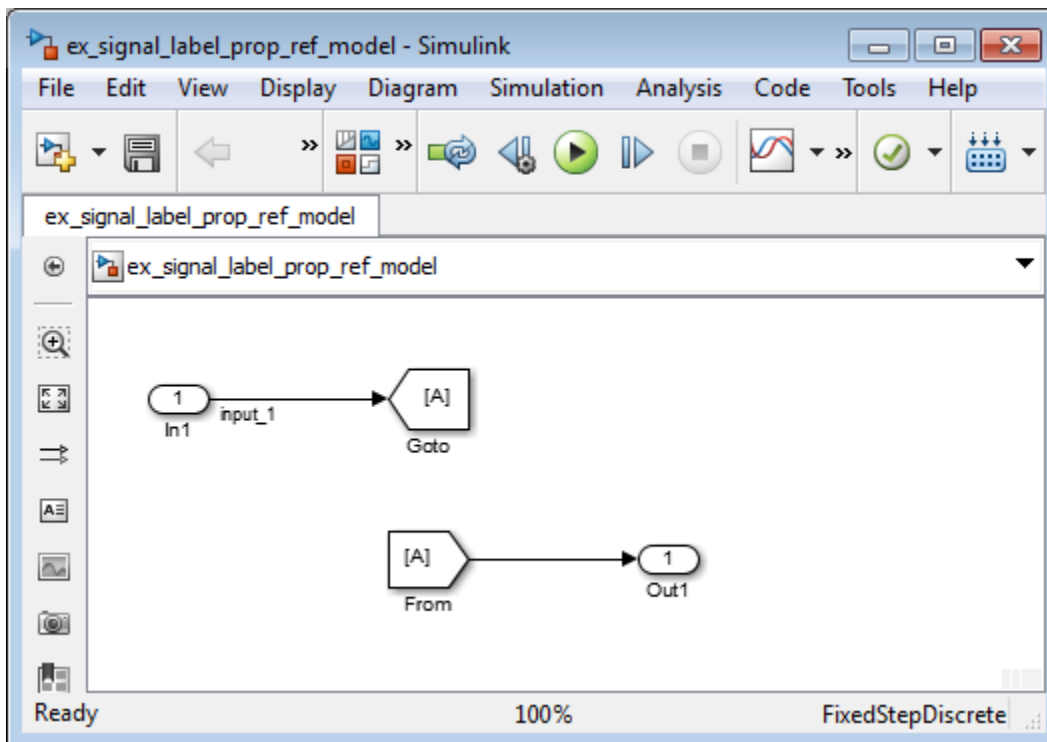 ex_signal_label_prop_ref_model - Simulink
File Edit View Display Diagram Simulation Analysis Code Tools Help
ex_signal_label_prop_ref_model
ex_signal_label_prop_ref_model
1
input_1
In1
[A]
Goto
[A]
From
1
Out1
Ready 100% FixedStepDiscrete